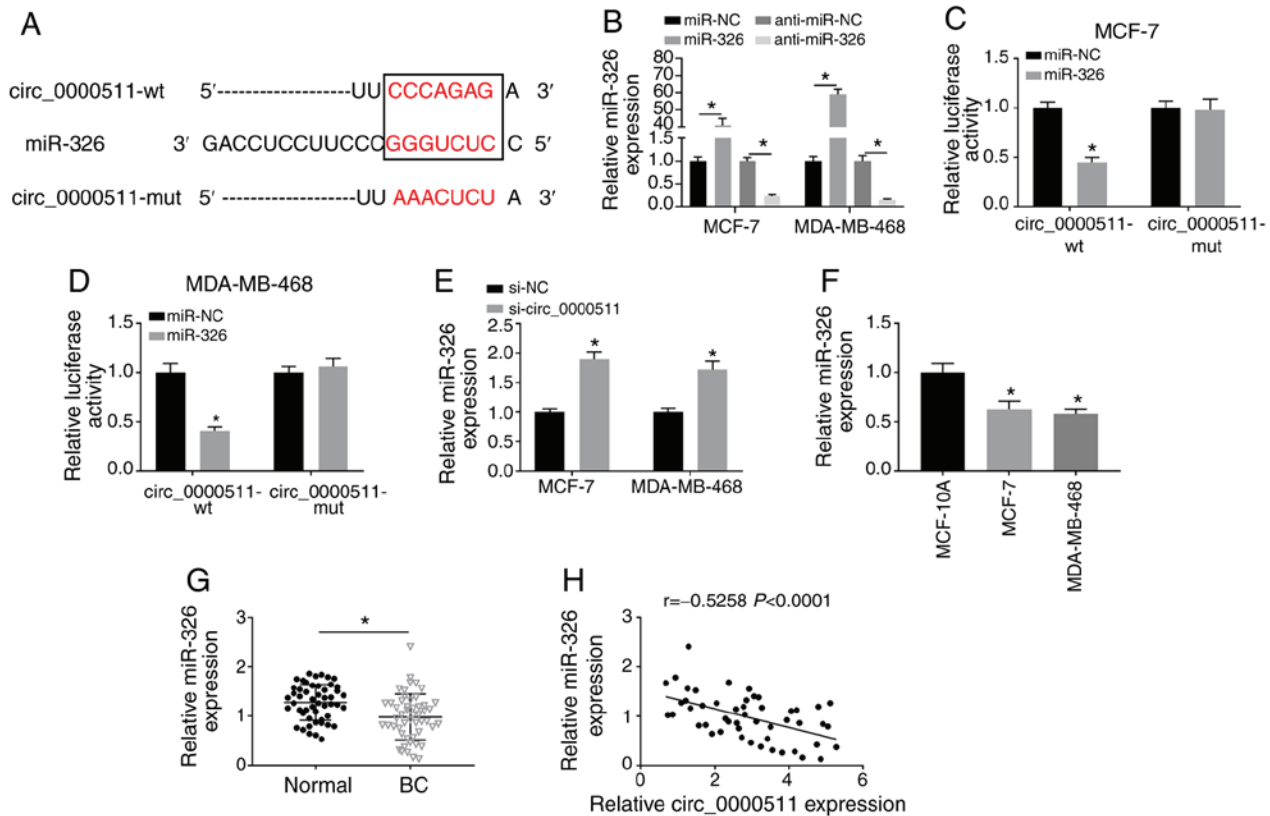 A
circ_0000511-wt 5′ ------------------UU CCCAGAG A 3′
miR-326 3′ GACCUCCUUCCCGGGUCUC C 5′
circ_0000511-mut 5′ ------------------UU AAACUCU A 3′
B
miR-NC anti-miR-NC
miR-326 anti-miR-326
Relative miR-326
expression
80
70
60
50
40
30
1.5
1.0
0.5
0.0
* * * *
MCF-7 MDA-MB-468
C
MCF-7
miR-NC
miR-326
Relative luciferase
activity
1.5
1.0
0.5
0.0
*
circ_0000511- circ_0000511-
wt mut
D
MDA-MB-468
miR-NC
miR-326
Relative luciferase
activity
1.5
1.0
0.5
0.0
*
circ_0000511- circ_0000511-
wt mut
E
si-NC
si-circ_0000511
Relative miR-326
expression
2.5
2.0
1.5
1.0
0.5
0.0
* *
MCF-7 MDA-MB-468
F
Relative miR-326
expression
1.5
1.0
0.5
0.0
* *
MCF-10A
MCF-7
MDA-MB-468
G
Relative miR-326
expression
3
2
1
0
*
Normal BC
H
r=−0.5258 P<0.0001
Relative miR-326
expression
3
2
1
0
0 2 4 6
Relative circ_0000511 expression